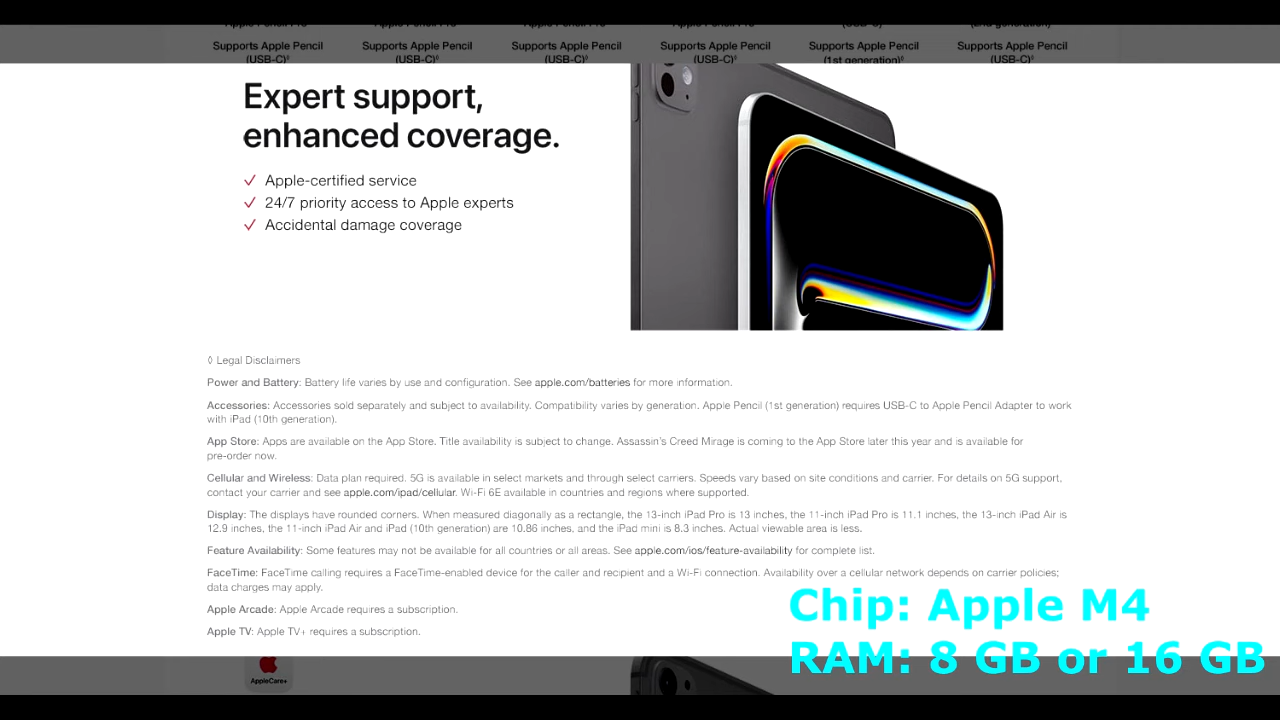 Supports Apple Pencil Supports Apple Pencil Supports Apple Pencil Supports Apple Pencil Supports Apple Pencil Supports Apple Pencil
(USB-C)◊ (USB-C)◊ (USB-C)◊ (USB-C)◊ (1st generation)◊ (USB-C)◊
Expert support,
enhanced coverage.
Apple-certified service
24/7 priority access to Apple experts
Accidental damage coverage
◊ Legal Disclaimers
Power and Battery: Battery life varies by use and configuration. See apple.com/batteries for more information.
Accessories: Accessories sold separately and subject to availability. Compatibility varies by generation. Apple Pencil (1st generation) requires USB-C to Apple Pencil Adapter to work
with iPad (10th generation).
App Store: Apps are available on the App Store. Title availability is subject to change. Assassin's Creed Mirage is coming to the App Store later this year and is available for
pre-order now.
Cellular and Wireless: Data plan required. 5G is available in select markets and through select carriers. Speeds vary based on site conditions and carrier. For details on 5G support,
contact your carrier and see apple.com/ipad/cellular. Wi-Fi 6E available in countries and regions where supported.
Display: The displays have rounded corners. When measured diagonally as a rectangle, the 13-inch iPad Pro is 13 inches, the 11-inch iPad Pro is 11.1 inches, the 13-inch iPad Air is
12.9 inches, the 11-inch iPad Air and iPad (10th generation) are 10.86 inches, and the iPad mini is 8.3 inches. Actual viewable area is less.
Feature Availability: Some features may not be available for all countries or all areas. See apple.com/ios/feature-availability for complete list.
FaceTime: FaceTime calling requires a FaceTime-enabled device for the caller and recipient and a Wi-Fi connection. Availability over a cellular network depends on carrier policies;
data charges may apply.
Apple Arcade: Apple Arcade requires a subscription.
Apple TV: Apple TV+ requires a subscription.
Chip: Apple M4
RAM: 8 GB or 16 GB
AppleCare+